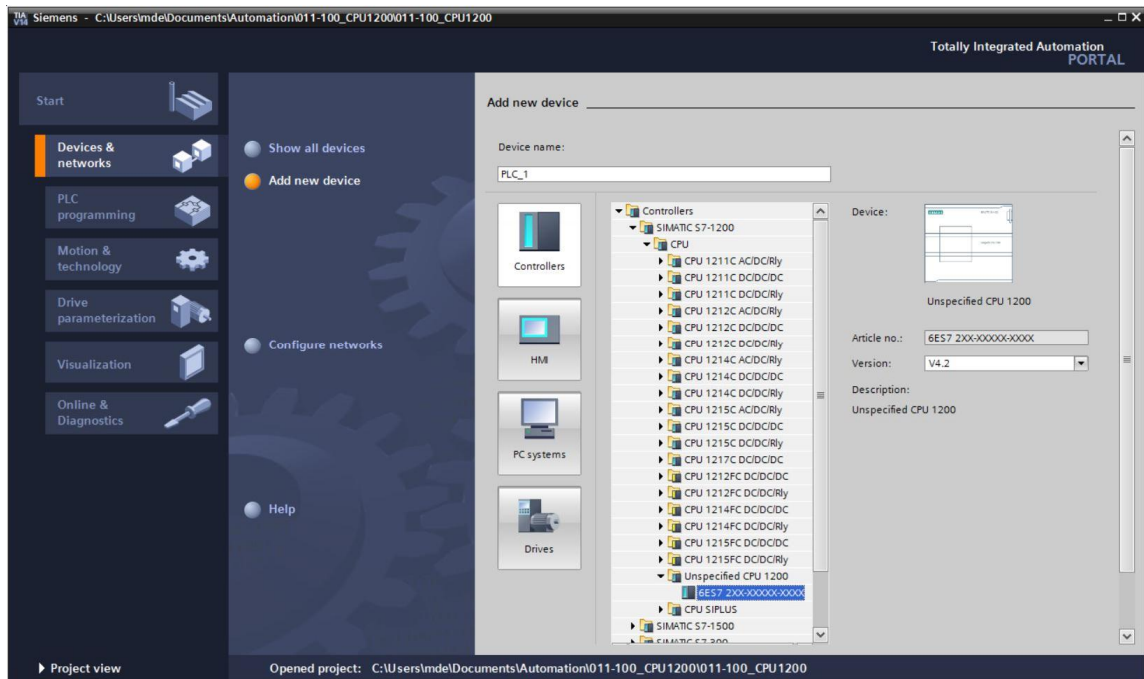 TIA V14 Siemens - C:\Users\mde\Documents\Automation\011-100_CPU1200\011-100_CPU1200
Totally Integrated Automation
PORTAL
Start
Devices &
networks
PLC
programming
Motion &
technology
Drive
parameterization
Visualization
Online &
Diagnostics
Show all devices
Add new device
Configure networks
Help
Add new device
Device name:
PLC_1
Controllers
HMI
PC systems
Drives
Controllers
SIMATIC S7-1200
CPU
CPU 1211C AC/DC/Rly
CPU 1211C DC/DC/DC
CPU 1211C DC/DC/Rly
CPU 1212C AC/DC/Rly
CPU 1212C DC/DC/DC
CPU 1212C DC/DC/Rly
CPU 1214C AC/DC/Rly
CPU 1214C DC/DC/DC
CPU 1214C DC/DC/Rly
CPU 1215C AC/DC/Rly
CPU 1215C DC/DC/DC
CPU 1215C DC/DC/Rly
CPU 1217C DC/DC/DC
CPU 1212FC DC/DC/DC
CPU 1212FC DC/DC/Rly
CPU 1214FC DC/DC/DC
CPU 1214FC DC/DC/Rly
CPU 1215FC DC/DC/DC
CPU 1215FC DC/DC/Rly
Unspecified CPU 1200
6ES7 2XX-XXXXX-XXXX
CPU SIPLUS
SIMATIC S7-1500
SIMATIC S7-300
Device:
Unspecified CPU 1200
Article no.: 6ES7 2XX-XXXXX-XXXX
Version: V4.2
Description:
Unspecified CPU 1200
Project view
Opened project: C:\Users\mde\Documents\Automation\011-100_CPU1200\011-100_CPU1200